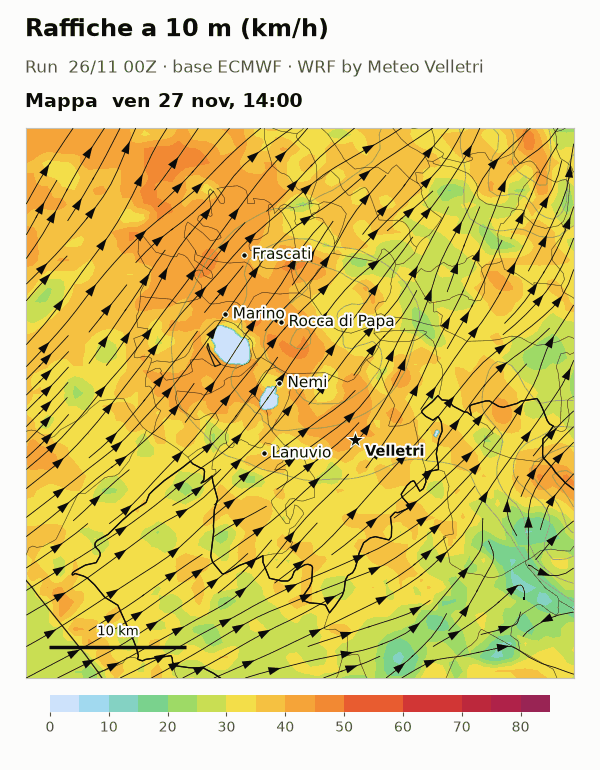 Raffiche a 10 m (km/h)
Run  26/11 00Z · base ECMWF · WRF by Meteo Velletri
Mappa  ven 27 nov, 14:00
Frascati
Marino
Rocca di Papa
Nemi
Velletri
Lanuvio
10 km
0 10 20 30 40 50 60 70 80